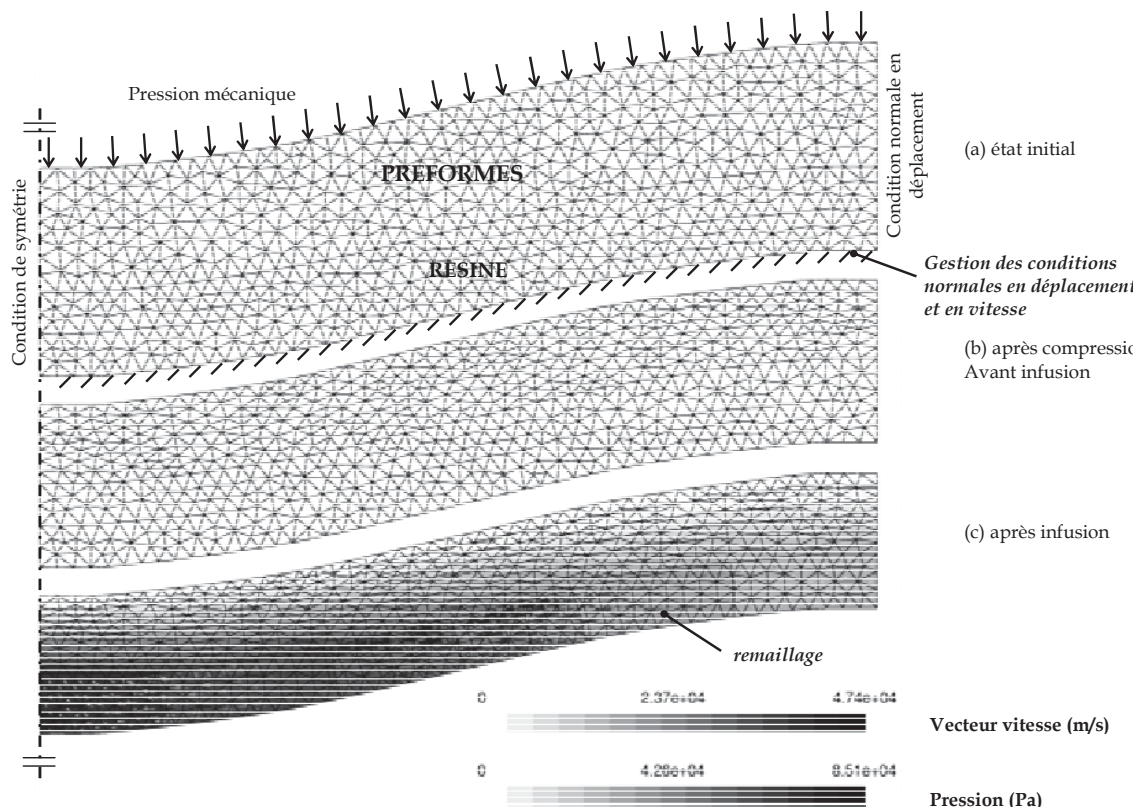 Pression mécanique
Condition de symétrie
Condition normale en
déplacement
PREFORMES
RESINE
(a) état initial
Gestion des conditions
normales en déplacement
et en vitesse
(b) après compressio
Avant infusion
(c) après infusion
remaillage
0 2.37e+04 4.74e+04
Vecteur vitesse (m/s)
0 4.26e+04 8.51e+04
Pression (Pa)